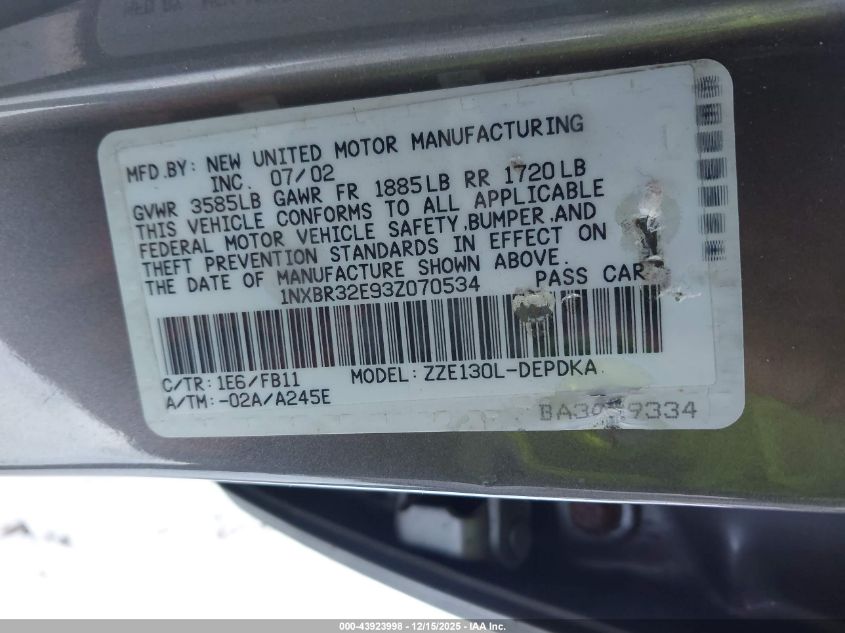 MFD.BY: NEW UNITED MOTOR MANUFACTURING
INC. 07/02
GVWR 3585LB GAWR FR 1885LB RR 1720LB
THIS VEHICLE CONFORMS TO ALL APPLICABLE
FEDERAL MOTOR VEHICLE SAFETY,BUMPER,AND
THEFT PREVENTION STANDARDS IN EFFECT ON
THE DATE OF MANUFACTURE SHOWN ABOVE.
1NXBR32E93Z070534 PASS CAR
C/TR: 1E6/FB11 MODEL: ZZE130L-DEPDKA
A/TM: -02A/A245E
000-43923998 - 12/15/2025 - IAA Inc.